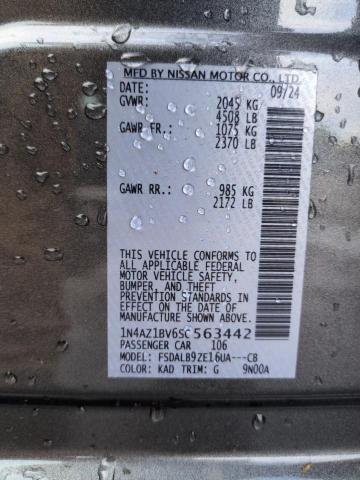 MFD BY NISSAN MOTOR CO., LTD.
DATE: 09/24
GVWR: 2045 KG
4508 LB
GAWR FR.: 1075 KG
2370 LB
GAWR RR.: 985 KG
2172 LB
THIS VEHICLE CONFORMS TO
ALL APPLICABLE FEDERAL
MOTOR VEHICLE SAFETY,
BUMPER, AND THEFT
PREVENTION STANDARDS IN
EFFECT ON THE DATE OF
MANUFACTURE SHOWN ABOVE.
1N4AZ1BV6SC563442
PASSENGER CAR 106
MODEL: FSDALB9ZE16UA---CB
COLOR: KAD TRIM: G 9N00A